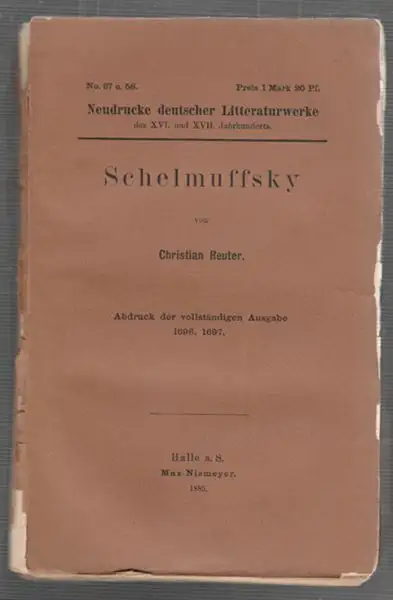 No. 57 u. 58. Preis 1 Mark 20 Pf.
Neudrucke deutscher Litteraturwerke
des XVI. und XVII. Jahrhunderts.
Schelmuffsky
von
Christian Reuter.
Abdruck der vollständigen Ausgabe
1696. 1697.
Halle a. S.
Max Niemeyer.
1885.